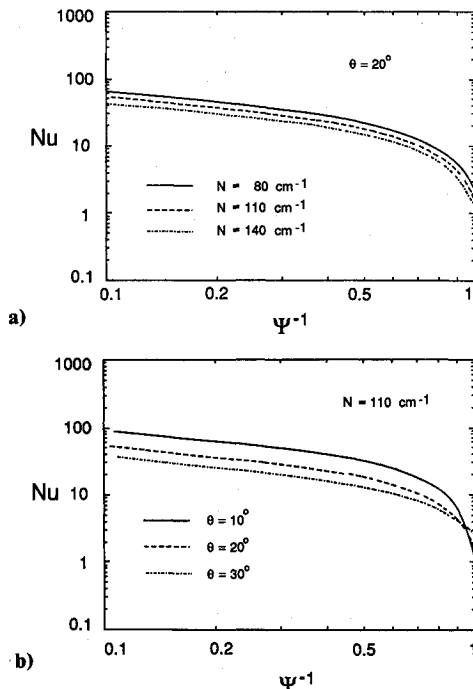 1000
100
10
1
0.1
Nu
θ = 20°
N = 80 cm⁻¹
N = 110 cm⁻¹
N = 140 cm⁻¹
0.1 0.2 0.5 1
Ψ⁻¹
a)
1000
100
10
1
0.1
Nu
N = 110 cm⁻¹
θ = 10°
θ = 20°
θ = 30°
0.1 0.2 0.5 1
Ψ⁻¹
b)